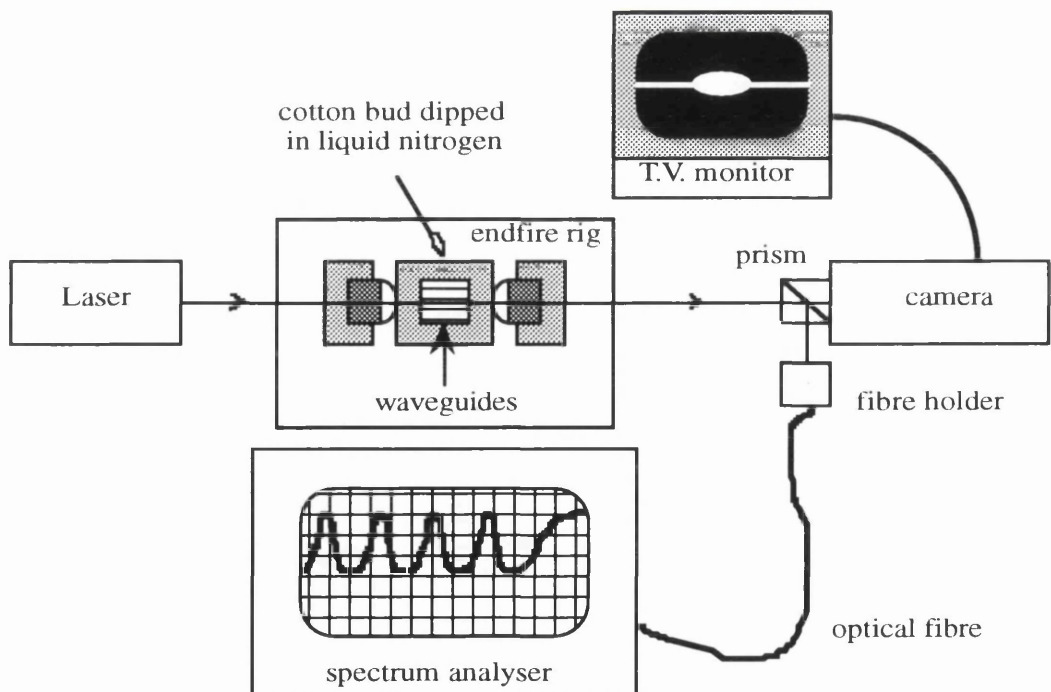 cotton bud dipped
in liquid nitrogen
T.V. monitor
endfire rig
prism
Laser
camera
waveguides
fibre holder
optical fibre
spectrum analyser